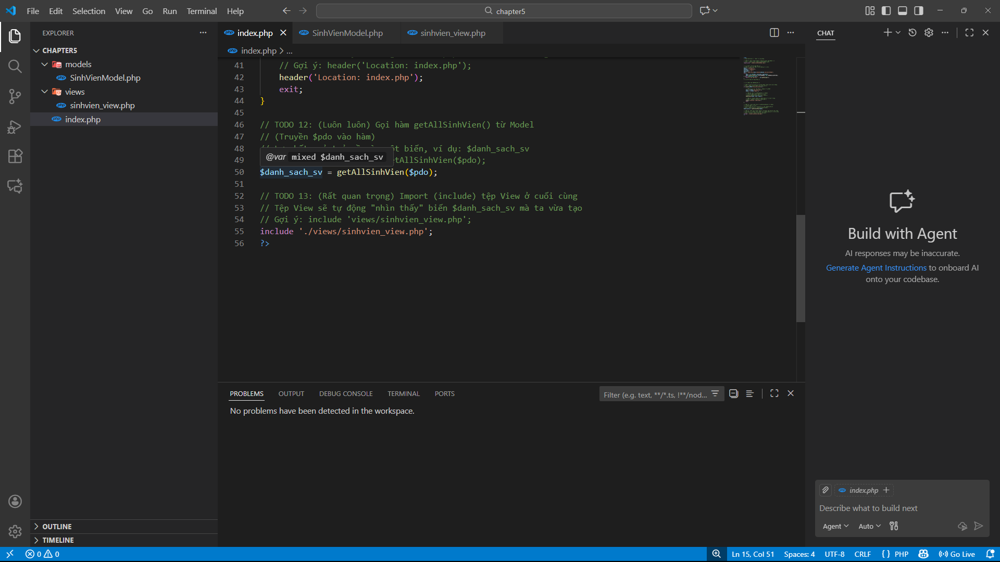 File Edit Selection View Go Run Terminal Help
chapter5
EXPLORER
CHAPTER5
models
SinhVienModel.php
views
sinhvien_view.php
index.php
OUTLINE
TIMELINE
index.php
SinhVienModel.php
sinhvien_view.php
index.php > ...
41 // Gợi ý: header('Location: index.php');
42 header('Location: index.php');
43 exit;
44 }
45
46 // TODO 12: (Luôn luôn) Gọi hàm getAllSinhVien() từ Model
47 // (Truyền $pdo vào hàm)
48 biến, ví dụ: $danh_sach_sv
@var mixed $danh_sach_sv
49 tAllSinhVien($pdo);
50 $danh_sach_sv = getAllSinhVien($pdo);
51
52 // TODO 13: (Rất quan trọng) Import (include) tệp View ở cuối cùng
53 // Tệp View sẽ tự động "nhìn thấy" biến $danh_sach_sv mà ta vừa tạo
54 // Gợi ý: include 'views/sinhvien_view.php';
55 include './views/sinhvien_view.php';
56 ?>
PROBLEMS OUTPUT DEBUG CONSOLE TERMINAL PORTS
Filter (e.g. text, **/*.ts, !**/nod...
No problems have been detected in the workspace.
CHAT
Build with Agent
AI responses may be inaccurate.
Generate Agent Instructions to onboard AI
onto your codebase.
index.php
Describe what to build next
Agent Auto
0 0
Ln 15, Col 51 Spaces: 4 UTF-8 CRLF { } PHP Go Live